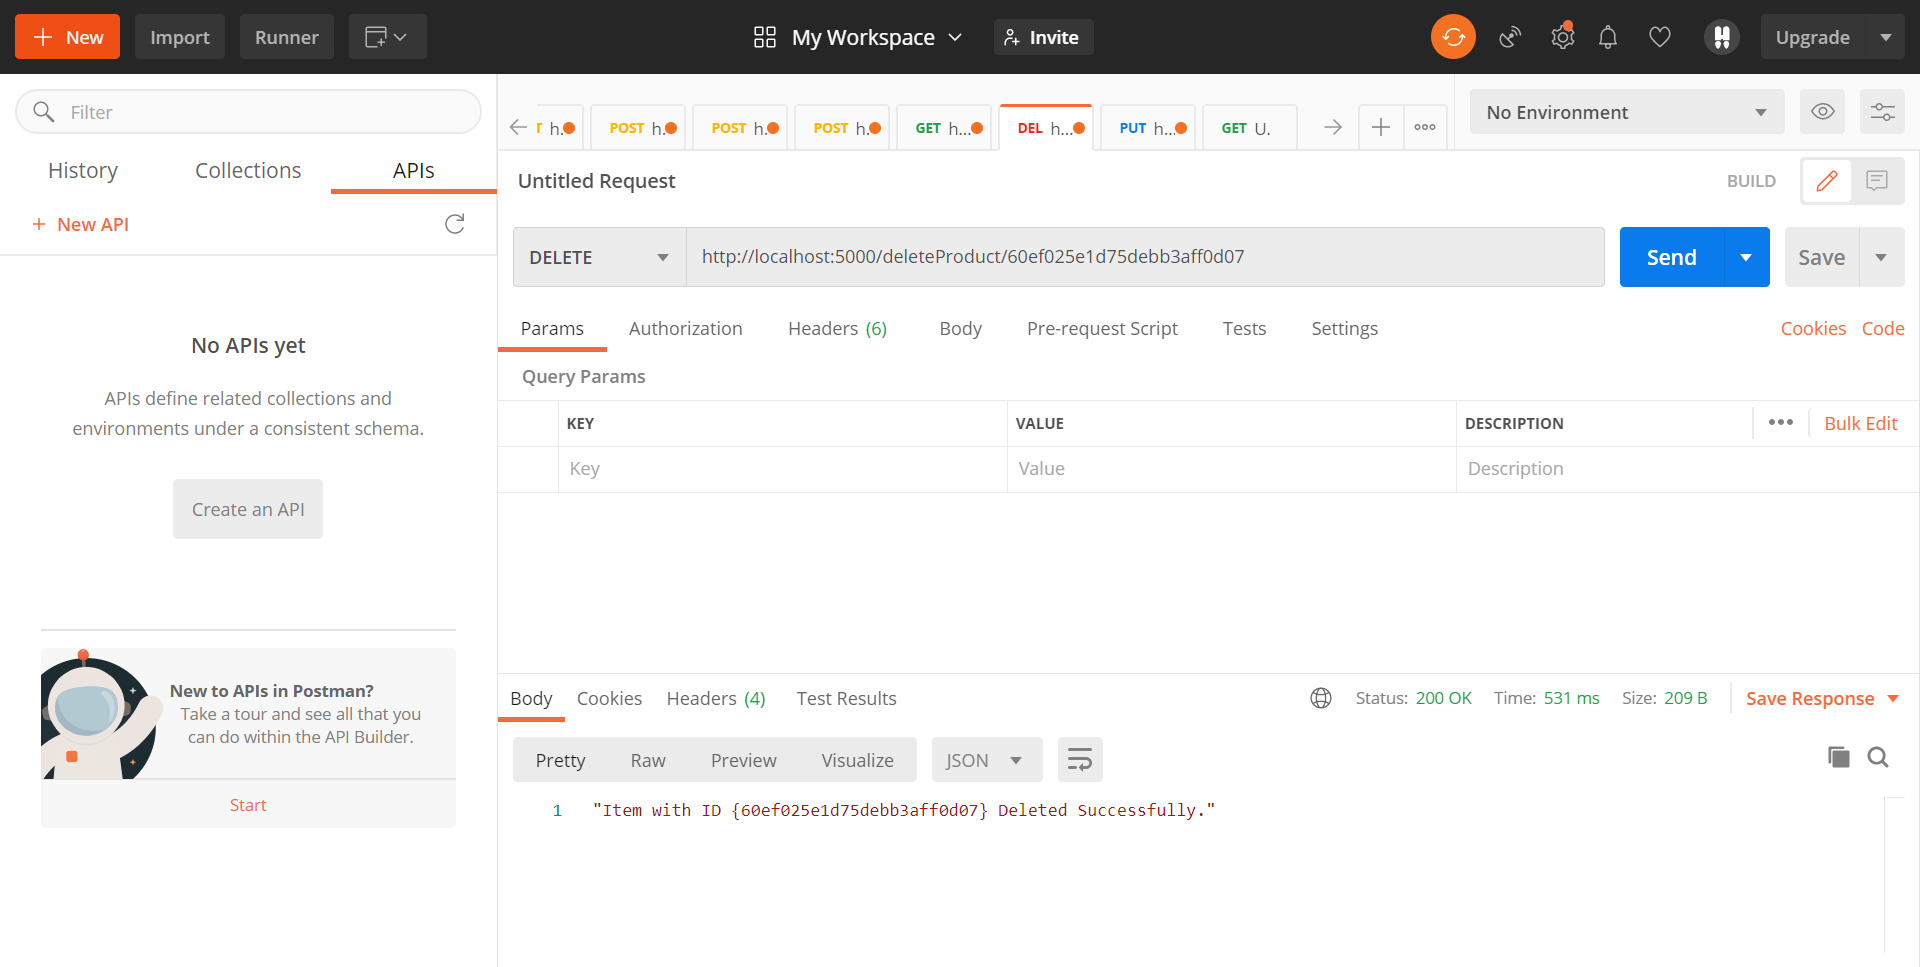 New Import Runner My Workspace Invite Upgrade
Filter
History Collections APIs
New API
No APIs yet
APIs define related collections and
environments under a consistent schema.
Create an API
New to APIs in Postman?
Take a tour and see all that you
can do within the API Builder.
Start
T h. POST h. POST h. POST h. GET h... DEL h... PUT h... GET U.
No Environment
Untitled Request
BUILD
DELETE http://localhost:5000/deleteProduct/60ef025e1d75debb3aff0d07 Send Save
Params Authorization Headers (6) Body Pre-request Script Tests Settings Cookies Code
Query Params
KEY VALUE DESCRIPTION Bulk Edit
Key Value Description
Body Cookies Headers (4) Test Results Status: 200 OK Time: 531 ms Size: 209 B Save Response
Pretty Raw Preview Visualize JSON
1 "Item with ID {60ef025e1d75debb3aff0d07} Deleted Successfully."